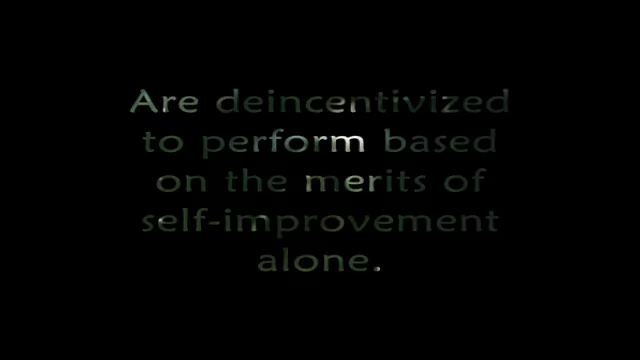 Are deincentivized
to perform based
on the merits of
self-improvement
alone.